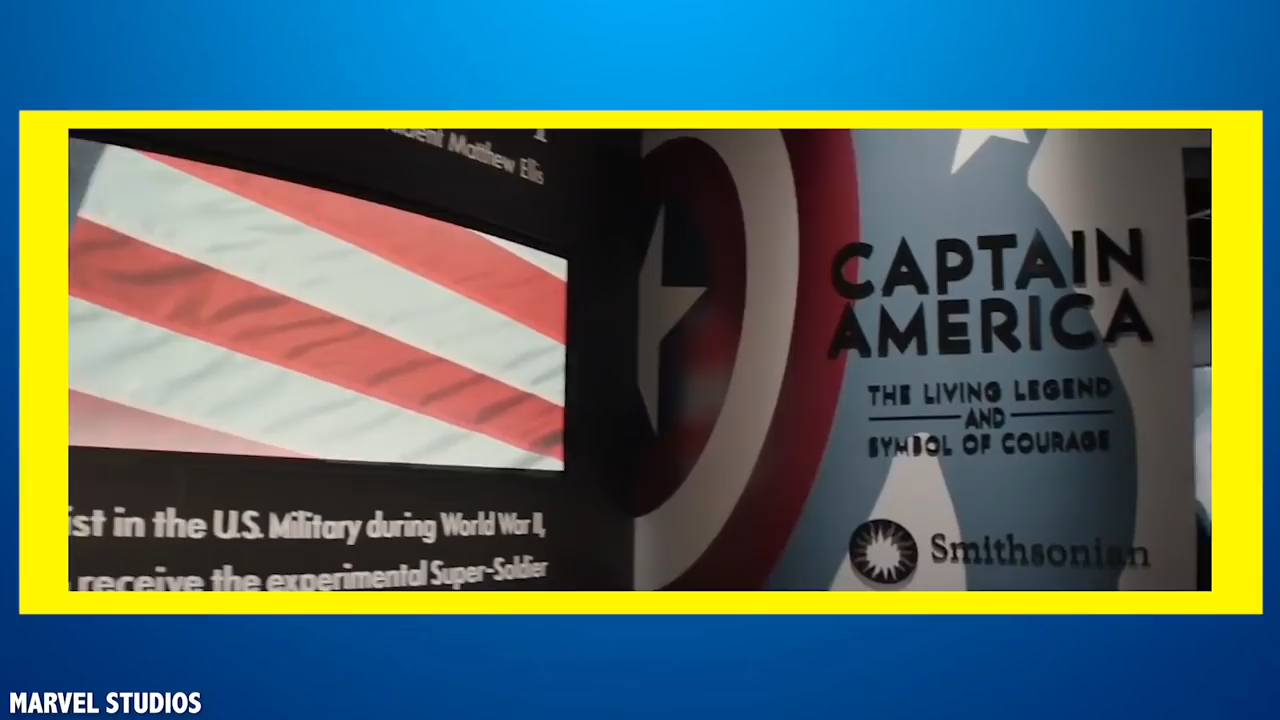 Matthew Ellis
ist in the U.S. Military during World War II,
receive the experimental Super-Soldier
CAPTAIN
AMERICA
THE LIVING LEGEND
AND
SYMBOL OF COURAGE
Smithsonian
MARVEL STUDIOS